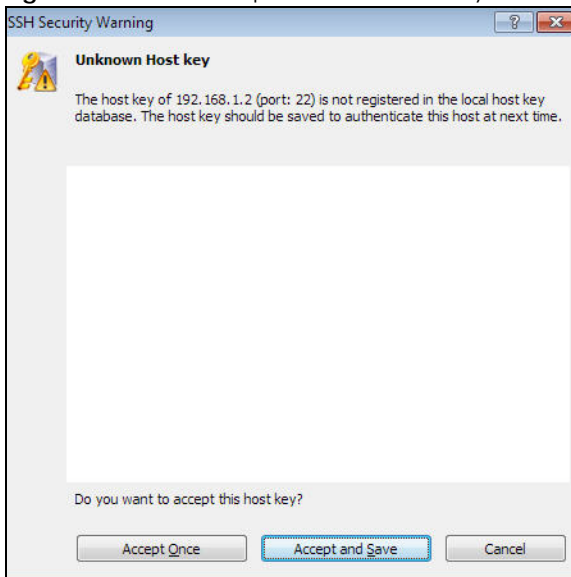 SSH Security Warning
Unknown Host key
The host key of 192.168.1.2 (port: 22) is not registered in the local host key
database. The host key should be saved to authenticate this host at next time.
Do you want to accept this host key?
Accept Once
Accept and Save
Cancel